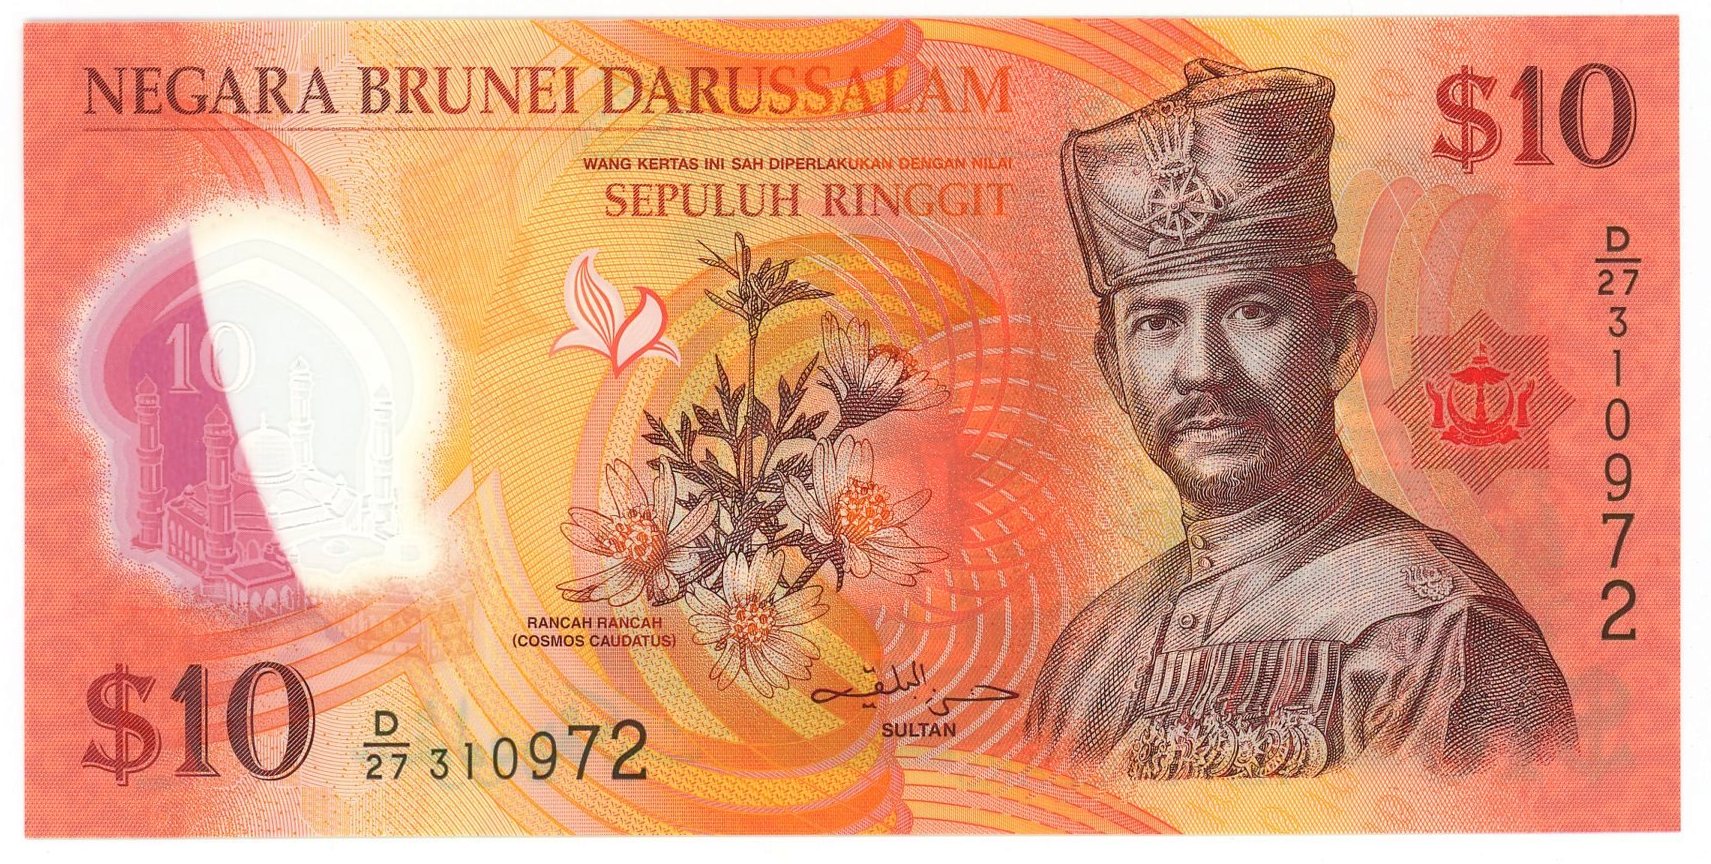 NEGARA BRUNEI DARUSSALAM
$10
WANG KERTAS INI SAH DIPERLAKUKAN DENGAN NILAI
SEPULUH RINGGIT
D/27 310972
10
RANCAH RANCAH
(COSMOS CAUDATUS)
حسن البلقيه
SULTAN
$10
D/27 310972